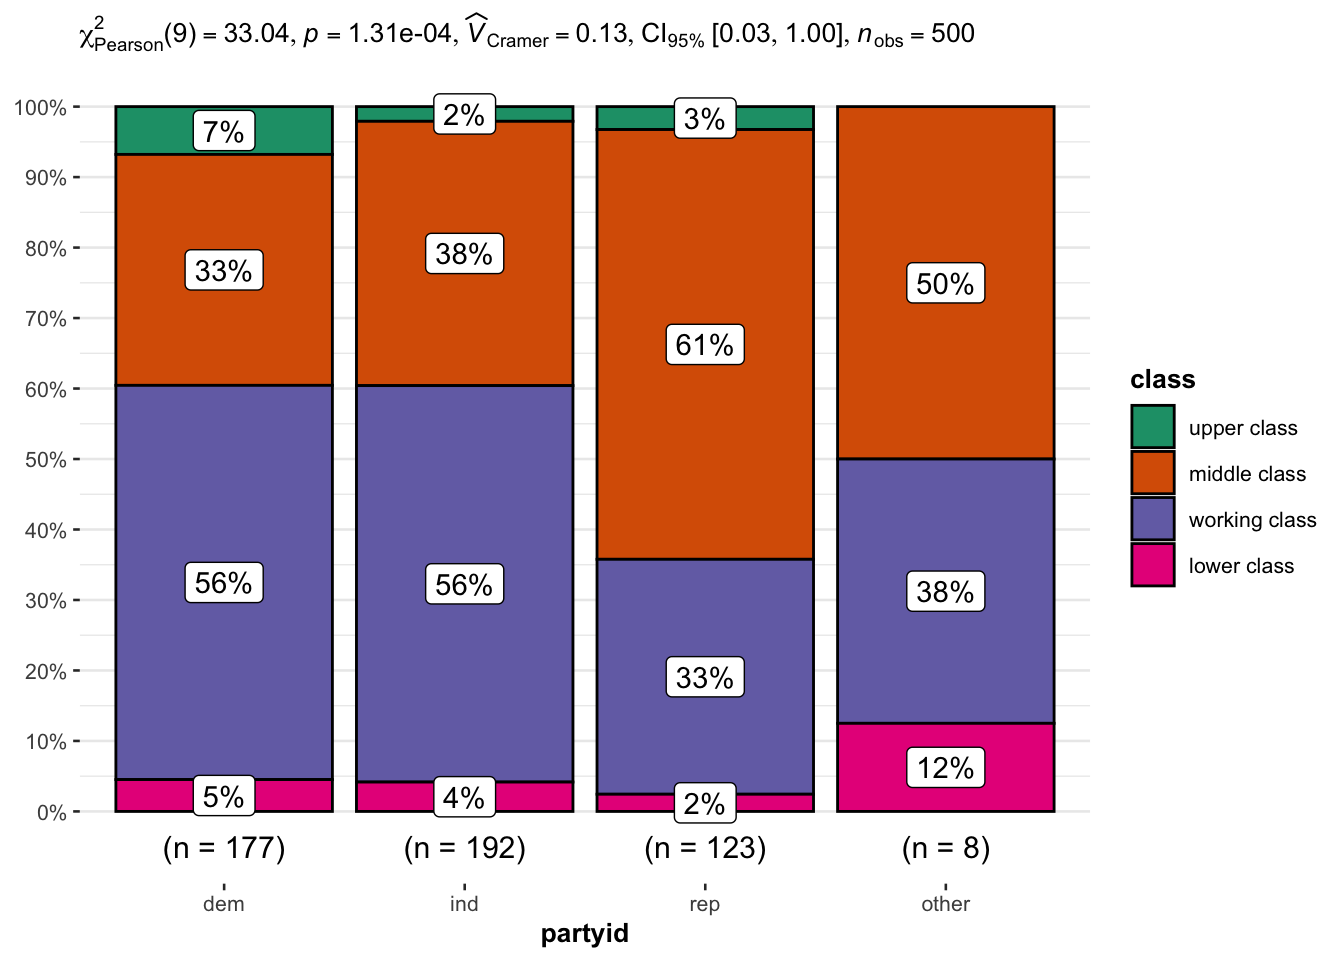 χ²Pearson(9) = 33.04, p = 1.31e-04, V̂Cramer = 0.13, CI95% [0.03, 1.00], nobs = 500
100%
90%
80%
70%
60%
50%
40%
30%
20%
10%
0%
7%
33%
56%
5%
2%
38%
56%
4%
3%
61%
33%
2%
50%
38%
12%
(n = 177)
(n = 192)
(n = 123)
(n = 8)
dem
ind
rep
other
partyid
class
upper class
middle class
working class
lower class